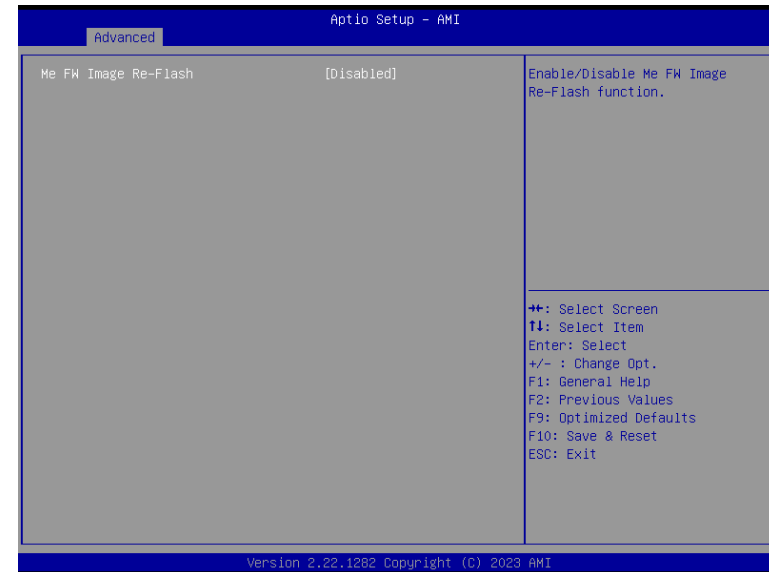 Aptio Setup – AMI
Advanced
Me FW Image Re-Flash [Disabled]
Enable/Disable Me FW Image
Re-Flash function.
→←: Select Screen
↑↓: Select Item
Enter: Select
+/- : Change Opt.
F1: General Help
F2: Previous Values
F9: Optimized Defaults
F10: Save & Reset
ESC: Exit
Version 2.22.1282 Copyright (C) 2023 AMI